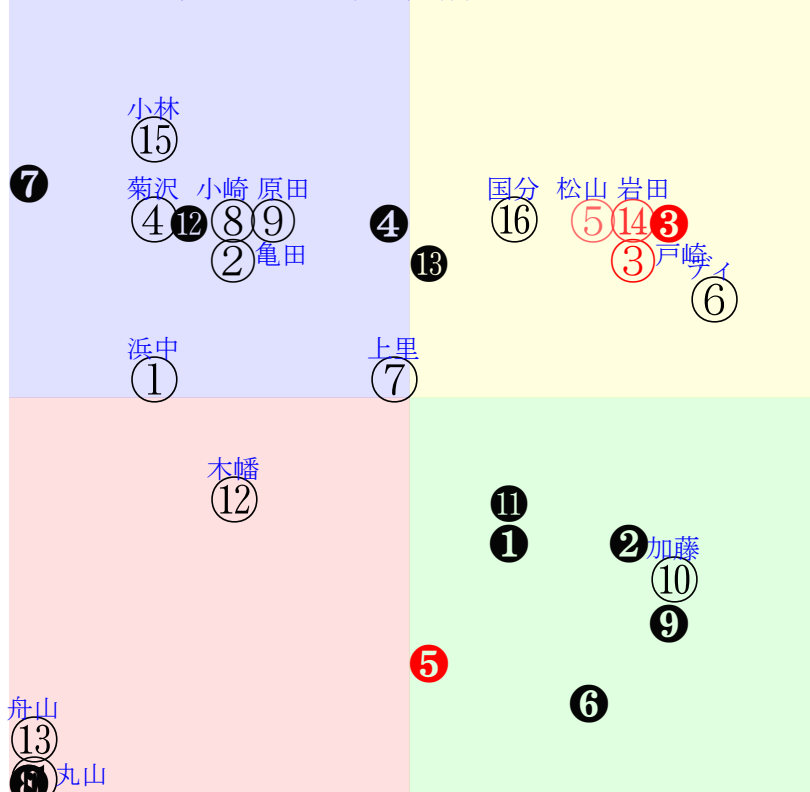 小林
⑮
❼
菊沢 小崎 原田 国分 松山 岩田
④ ⓬ ⑧ ⑨ ❹ ⑯ ⑤ ⑭ ❸
② 亀田 ⓭ ③ 戸崎
デイ
⑥
浜中 上里
① ⑦
木幡
⑫
⓫
❶ ❷ 加藤
⑩
❾
❺
❻
舟山
⑬
丸山